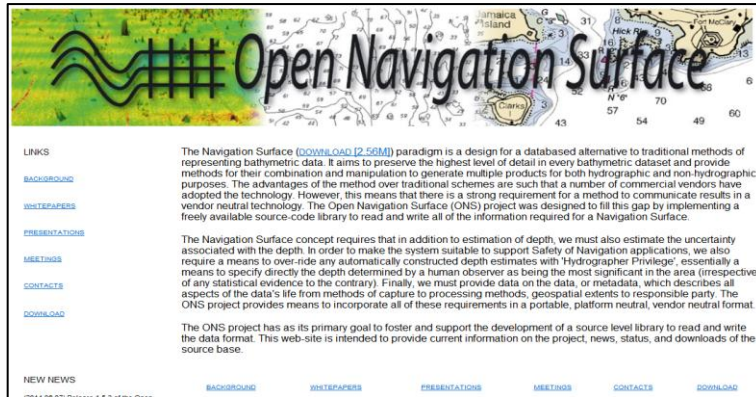 Open Navigation Surface
Jamaica
Island
Clarks I
Hick R
Fort McClary
31
43
57
54
70
49
60
LINKS
BACKGROUND
WHITEPAPERS
PRESENTATIONS
MEETINGS
CONTACTS
DOWNLOAD
The Navigation Surface (DOWNLOAD [2.56M]) paradigm is a design for a databased alternative to traditional methods of
representing bathymetric data. It aims to preserve the highest level of detail in every bathymetric dataset and provide
methods for their combination and manipulation to generate multiple products for both hydrographic and non-hydrographic
purposes. The advantages of the method over traditional schemes are such that a number of commercial vendors have
adopted the technology. However, this means that there is a strong requirement for a method to communicate results in a
vendor neutral technology. The Open Navigation Surface (ONS) project was designed to fill this gap by implementing a
freely available source-code library to read and write all of the information required for a Navigation Surface.
The Navigation Surface concept requires that in addition to estimation of depth, we must also estimate the uncertainty
associated with the depth. In order to make the system suitable to support Safety of Navigation applications, we also
require a means to over-ride any automatically constructed depth estimates with 'Hydrographer Privilege', essentially a
means to specify directly the depth determined by a human observer as being the most significant in the area (irrespective
of any statistical evidence to the contrary). Finally, we must provide data on the data, or metadata, which describes all
aspects of the data's life from methods of capture to processing methods, geospatial extents to responsible party. The
ONS project provides means to incorporate all of these requirements in a portable, platform neutral, vendor neutral format.
The ONS project has as its primary goal to foster and support the development of a source level library to read and write
the data format. This web-site is intended to provide current information on the project, news, status, and downloads of the
source base.
NEW NEWS
BACKGROUND WHITEPAPERS PRESENTATIONS MEETINGS CONTACTS DOWNLOAD